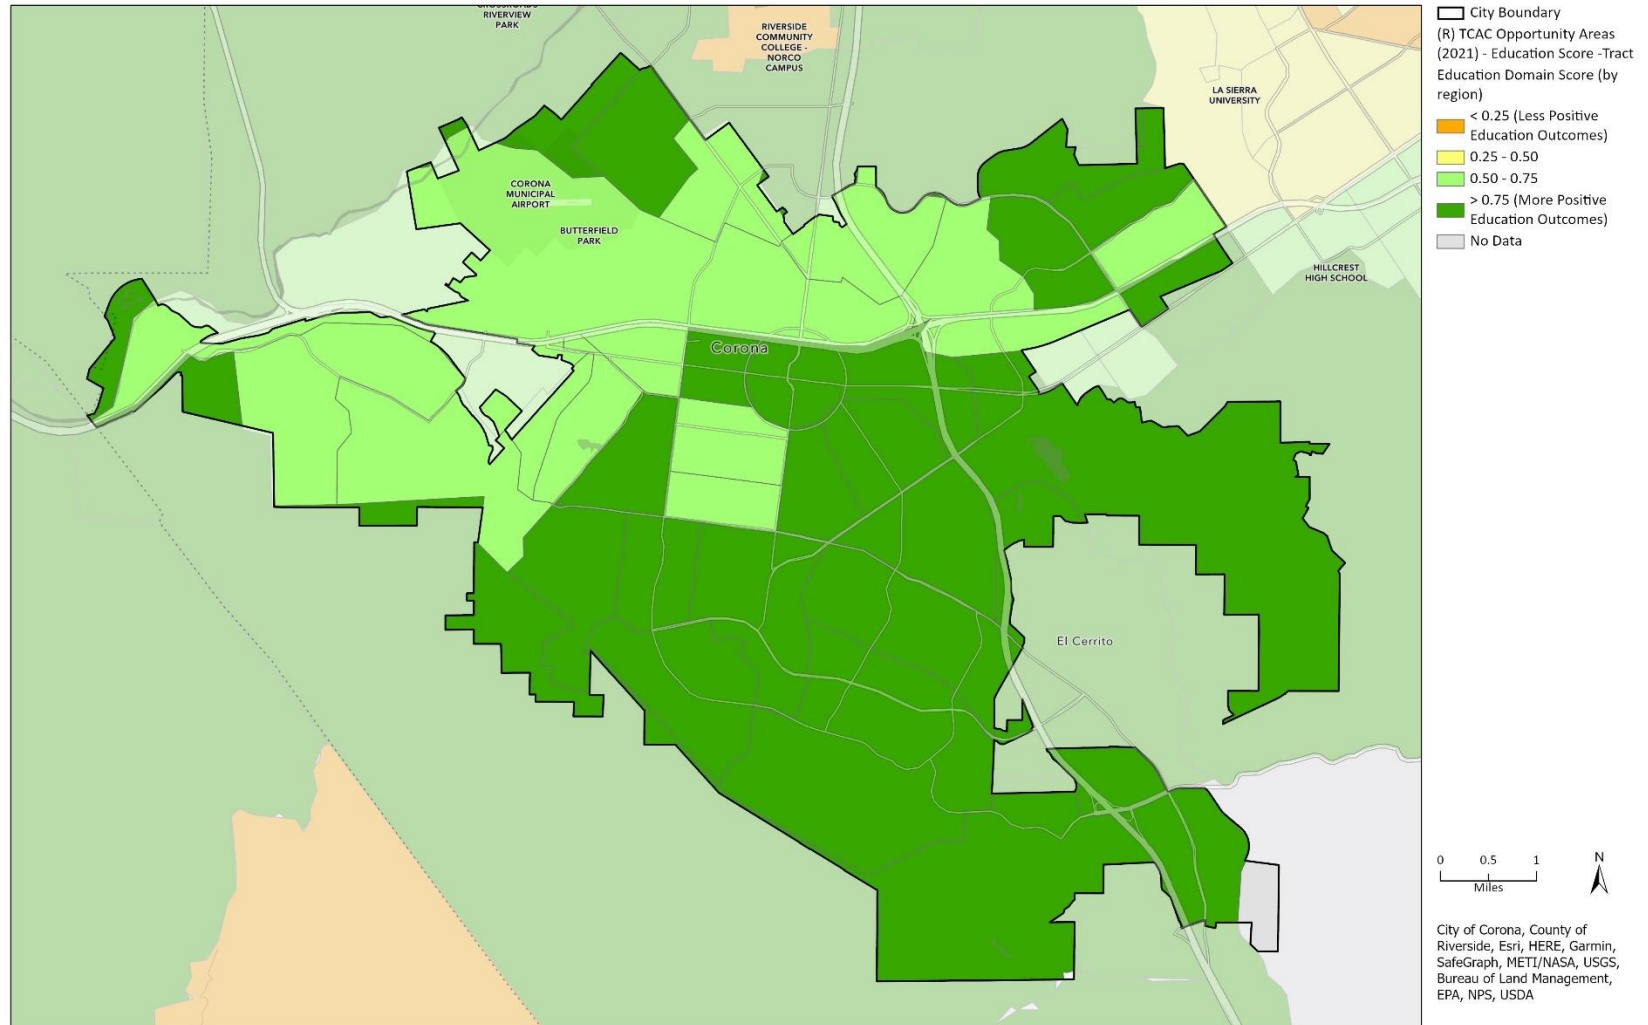 CROSSROADS
RIVERVIEW
PARK
RIVERSIDE
COMMUNITY
COLLEGE -
NORCO
CAMPUS
LA SIERRA
UNIVERSITY
CORONA
MUNICIPAL
AIRPORT
BUTTERFIELD
PARK
HILLCREST
HIGH SCHOOL
Corona
El Cerrito
City Boundary
(R) TCAC Opportunity Areas
(2021) - Education Score -Tract
Education Domain Score (by
region)
< 0.25 (Less Positive
Education Outcomes)
0.25 - 0.50
0.50 - 0.75
> 0.75 (More Positive
Education Outcomes)
No Data
0 0.5 1
Miles
N
City of Corona, County of
Riverside, Esri, HERE, Garmin,
SafeGraph, METI/NASA, USGS,
Bureau of Land Management,
EPA, NPS, USDA